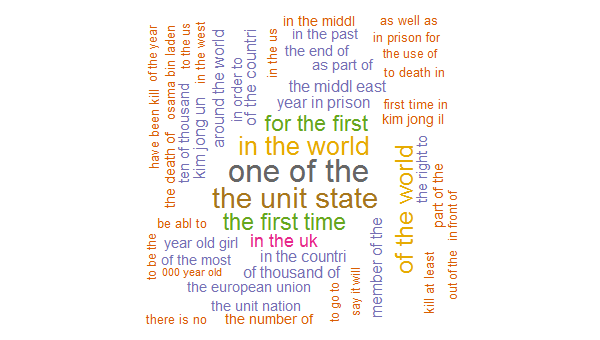 in the middl
as well as
in the past
in prison for
the end of
the use of
as part of
to death in
the middl east
year in prison
first time in
kim jong il
for the first
in the world
one of the
the unit state
the first time
in the uk
be abl to
year old girl
of the most
000 year old
in the countri
of thousand of
the european union
the unit nation
there is no
the number of
have been kill
of the year
the death of
osama bin laden
ten of thousand
to the us
kim jong un
in the west
around the world
in order to
of the countri
in the us
of the world
the right to
part of the
in front of
member of the
kill at least
out of the
to be the
to go to
say it will